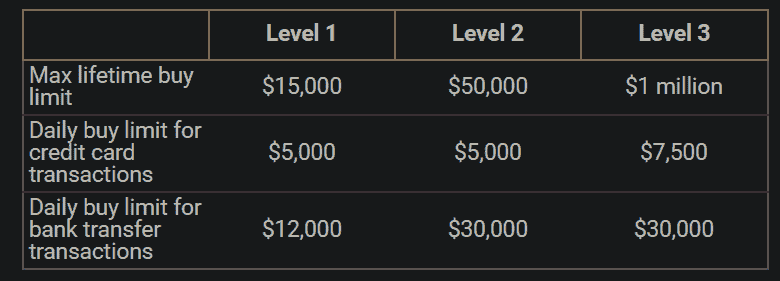 Level 1 Level 2 Level 3
Max lifetime buy
limit
$15,000 $50,000 $1 million
Daily buy limit for
credit card
transactions
$5,000 $5,000 $7,500
Daily buy limit for
bank transfer
transactions
$12,000 $30,000 $30,000